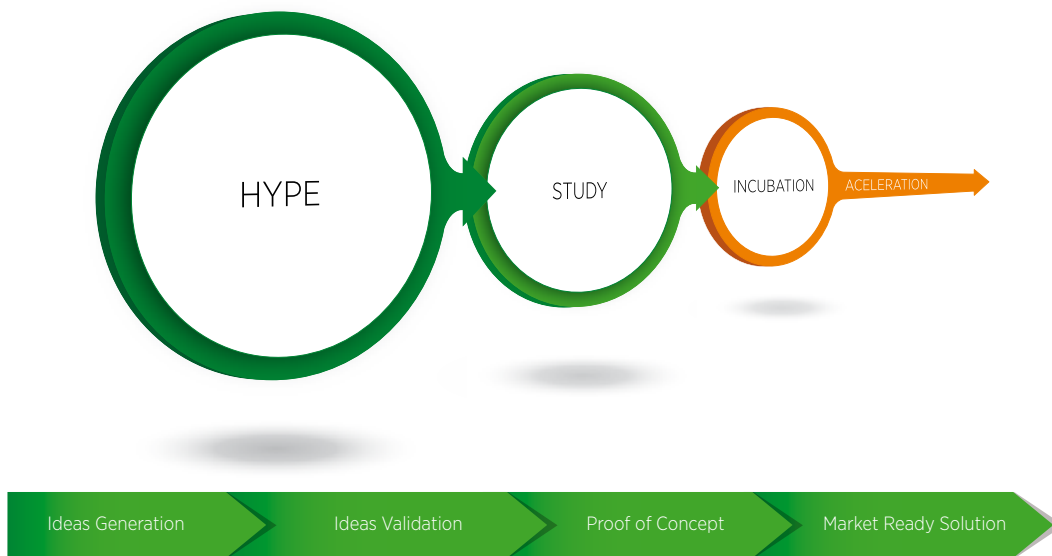 HYPE
STUDY
INCUBATION
ACELERATION
Ideas Generation
Ideas Validation
Proof of Concept
Market Ready Solution